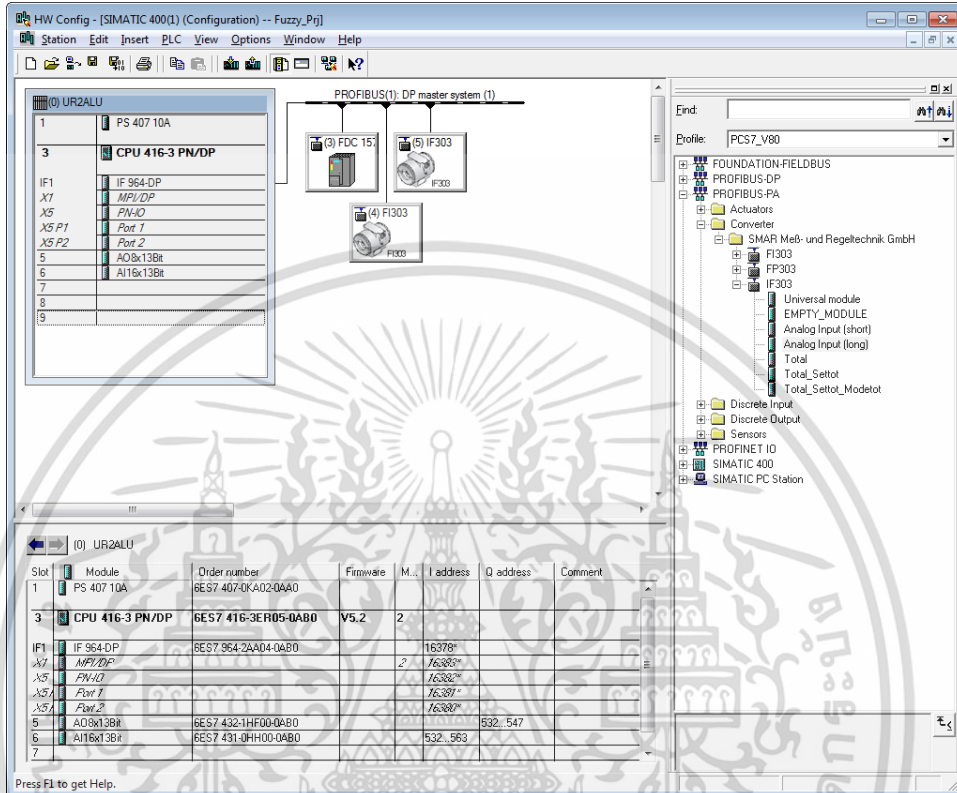 HW Config - [SIMATIC 400(1) (Configuration) -- Fuzzy_Prj]
Station Edit Insert PLC View Options Window Help
(0) UR2ALU
1 PS 407 10A
3 CPU 416-3 PN/DP
IF1 IF 964-DP
X1 MPI/DP
X5 PN-IO
X5 P1 Port 1
X5 P2 Port 2
5 AO8x13Bit
6 AI16x13Bit
7
8
9
PROFIBUS(1): DP master system (1)
(3) FDC 157
(5) IF303
IF303
(4) FI303
FI303
Find:
Profile: PCS7_V80
FOUNDATION-FIELDBUS
PROFIBUS-DP
PROFIBUS-PA
Actuators
Converter
SMAR Meß- und Regeltechnik GmbH
FI303
FP303
IF303
Universal module
EMPTY_MODULE
Analog Input (short)
Analog Input (long)
Total
Total_Settot
Total_Settot_Modetot
Discrete Input
Discrete Output
Sensors
PROFINET IO
SIMATIC 400
SIMATIC PC Station
(0) UR2ALU
Slot Module Order number Firmware M... I address Q address Comment
1 PS 407 10A 6ES7 407-0KA02-0AA0
3 CPU 416-3 PN/DP 6ES7 416-3ER05-0AB0 V5.2 2
IF1 IF 964-DP 6ES7 964-2AA04-0AB0 16378*
X1 MPI/DP 2 16383*
X5 PN-IO 16382*
X5 Port 1 16381*
X5 Port 2 16380*
5 AO8x13Bit 6ES7 432-1HF00-0AB0 532...547
6 AI16x13Bit 6ES7 431-0HH00-0AB0 532...563
7
Press F1 to get Help.